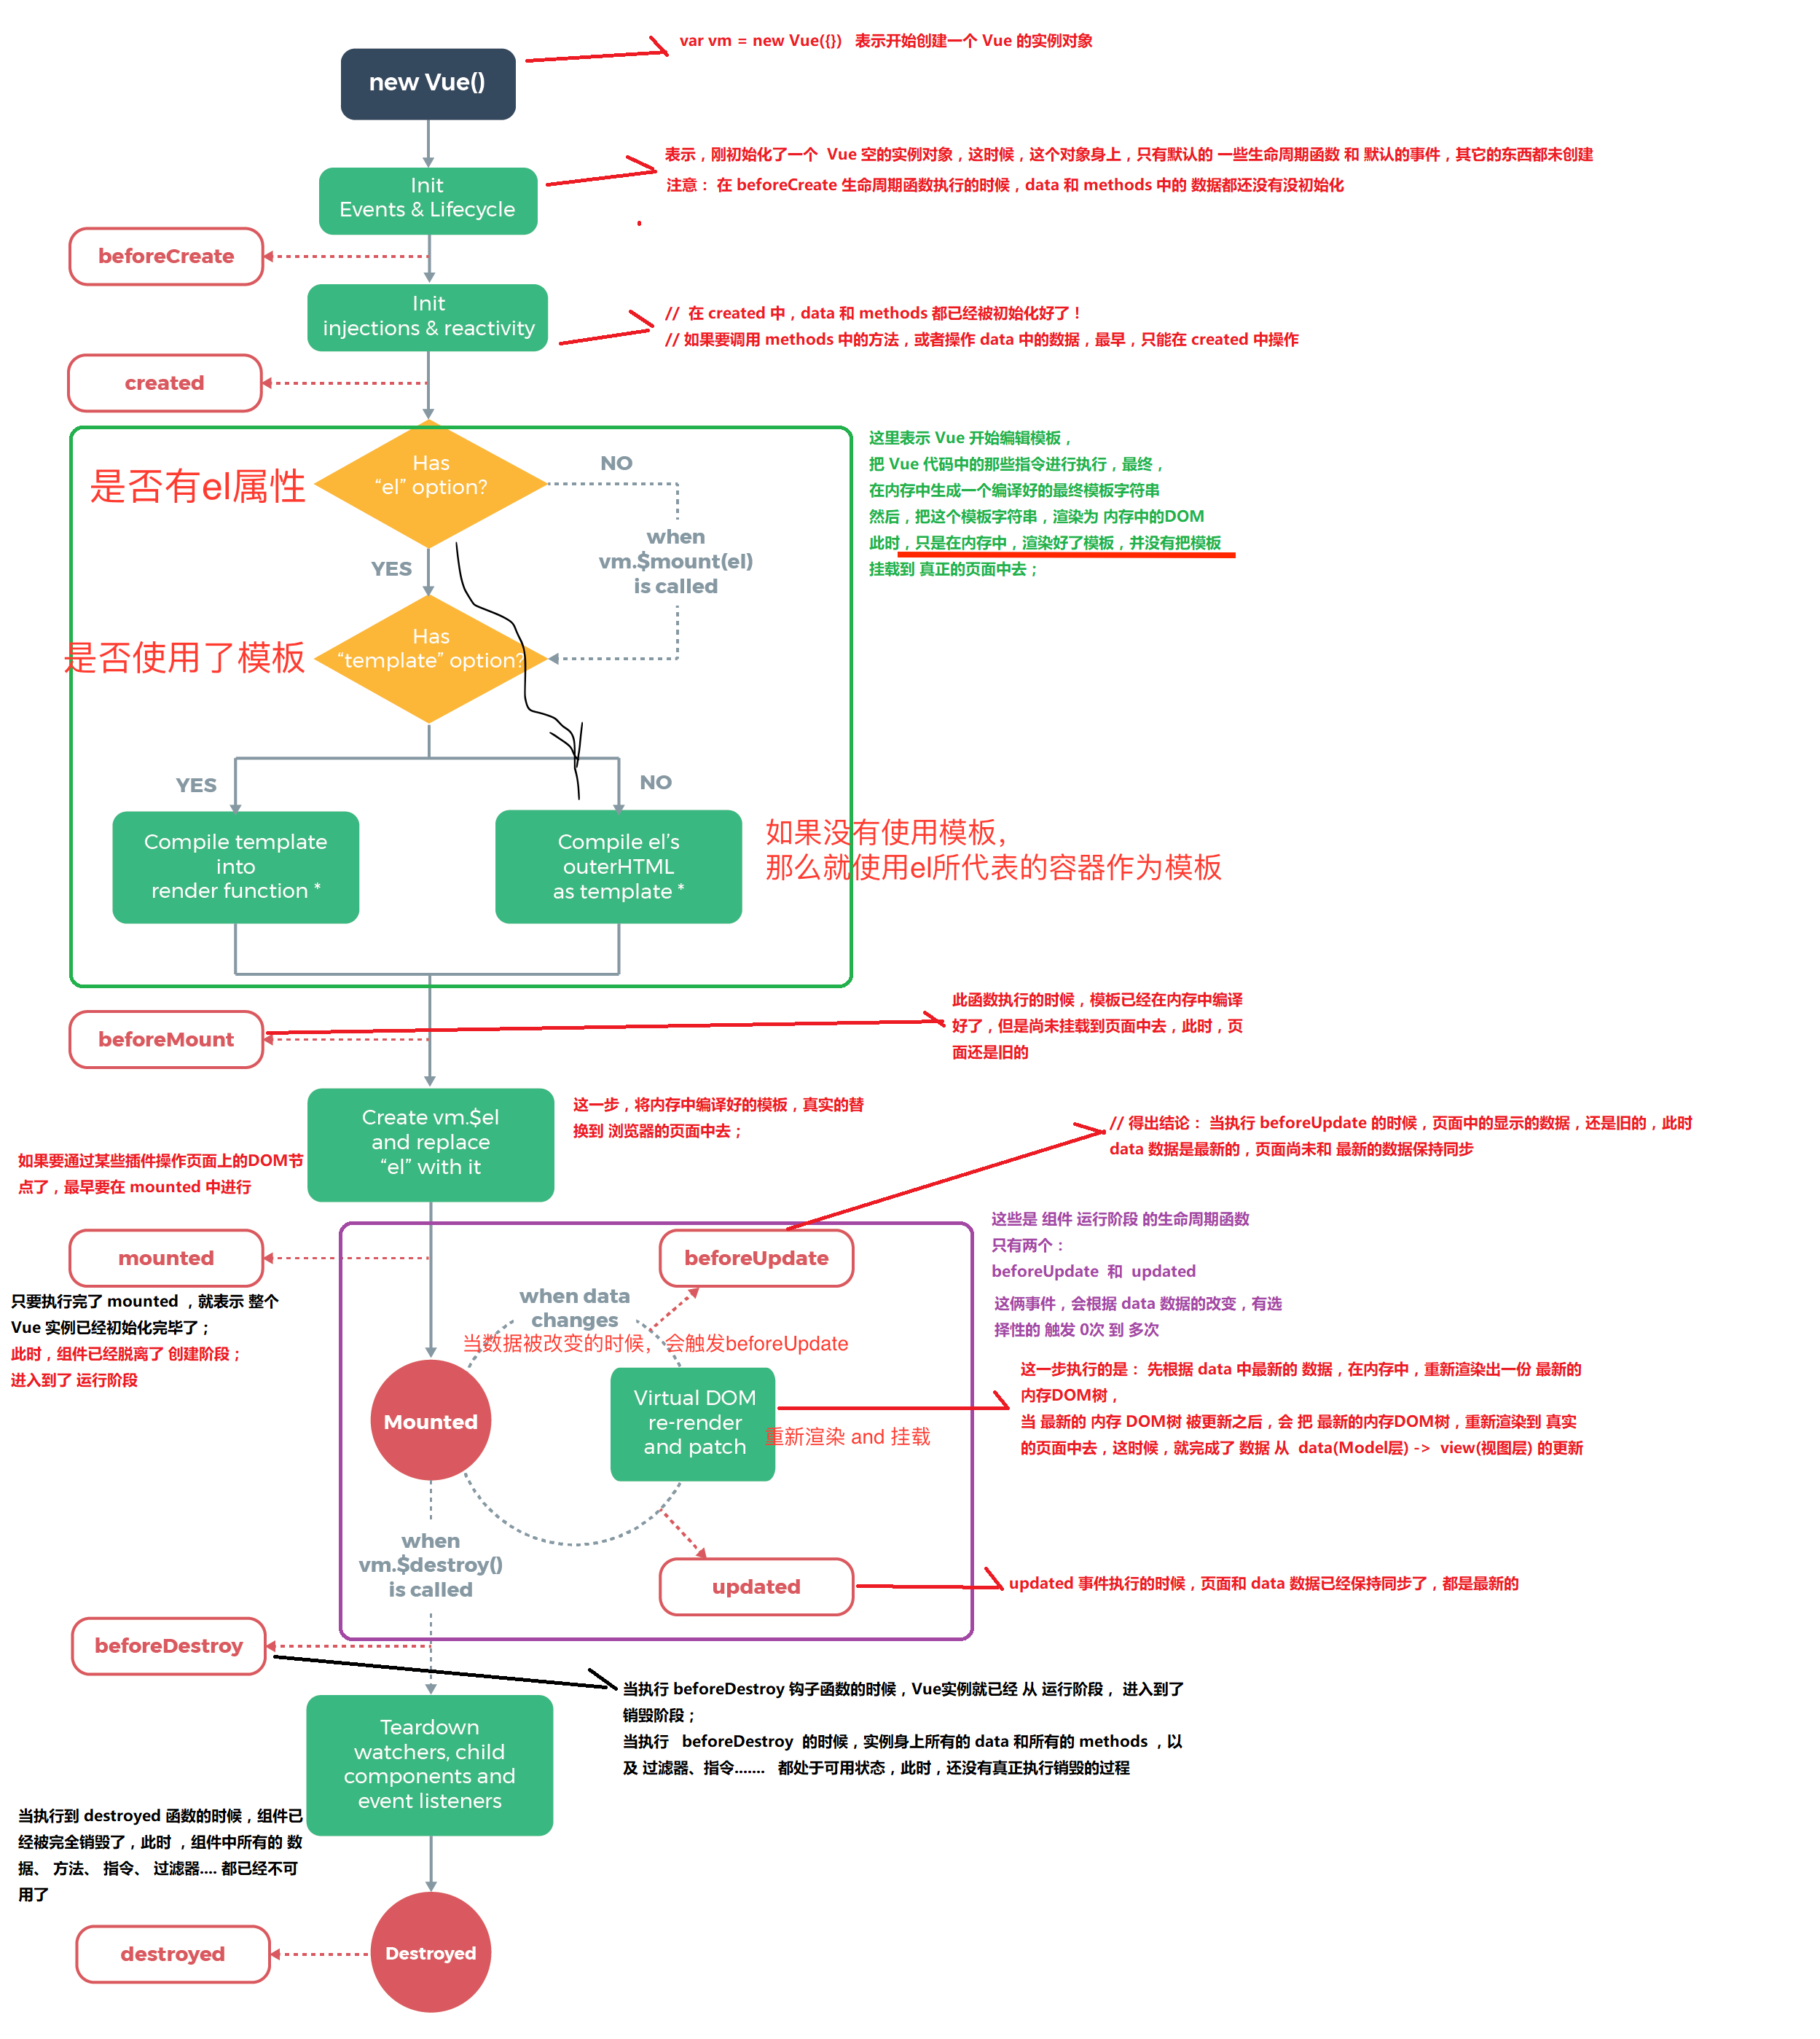 var vm = new Vue({}) 表示开始创建一个 Vue 的实例对象
new Vue()
表示，刚初始化了一个 Vue 空的实例对象，这时候，这个对象身上，只有默认的 一些生命周期函数 和 默认的事件，其它的东西都未创建
注意： 在 beforeCreate 生命周期函数执行的时候，data 和 methods 中的 数据都还没有没初始化
Init
Events & Lifecycle
beforeCreate
Init
injections & reactivity
// 在 created 中，data 和 methods 都已经被初始化好了！
// 如果要调用 methods 中的方法，或者操作 data 中的数据，最早，只能在 created 中操作
created
这里表示 Vue 开始编辑模板，
把 Vue 代码中的那些指令进行执行，最终，
在内存中生成一个编译好的最终模板字符串
然后，把这个模板字符串，渲染为 内存中的DOM
此时，只是在内存中，渲染好了模板，并没有把模板
挂载到 真正的页面中去；
是否有el属性
Has
“el” option?
NO
when
vm.$mount(el)
is called
YES
是否使用了模板
Has
“template” option?
YES
NO
Compile template
into
render function *
Compile el’s
outerHTML
as template *
如果没有使用模板，
那么就使用el所代表的容器作为模板
beforeMount
此函数执行的时候，模板已经在内存中编译
好了，但是尚未挂载到页面中去，此时，页
面还是旧的
Create vm.$el
and replace
“el” with it
这一步，将内存中编译好的模板，真实的替
换到 浏览器的页面中去；
// 得出结论： 当执行 beforeUpdate 的时候，页面中的显示的数据，还是旧的，此时
data 数据是最新的，页面尚未和 最新的数据保持同步
如果要通过某些插件操作页面上的DOM节
点了，最早要在 mounted 中进行
mounted
只要执行完了 mounted ，就表示 整个
Vue 实例已经初始化完毕了；
此时，组件已经脱离了 创建阶段；
进入到了 运行阶段
beforeUpdate
这些是 组件 运行阶段 的生命周期函数
只有两个：
beforeUpdate 和 updated
这俩事件，会根据 data 数据的改变，有选
择性的 触发 0次 到 多次
when data
changes
当数据被改变的时候，会触发beforeUpdate
Mounted
Virtual DOM
re-render
and patch
重新渲染 and 挂载
这一步执行的是： 先根据 data 中最新的 数据，在内存中，重新渲染出一份 最新的
内存DOM树，
当 最新的 内存 DOM树 被更新之后，会 把 最新的内存DOM树，重新渲染到 真实
的页面中去，这时候，就完成了 数据 从 data(Model层) -> view(视图层) 的更新
when
vm.$destroy()
is called
updated
updated 事件执行的时候，页面和 data 数据已经保持同步了，都是最新的
beforeDestroy
当执行 beforeDestroy 钩子函数的时候，Vue实例就已经 从 运行阶段， 进入到了
销毁阶段；
当执行 beforeDestroy 的时候，实例身上所有的 data 和所有的 methods ，以
及 过滤器、指令....... 都处于可用状态，此时，还没有真正执行销毁的过程
Teardown
watchers, child
components and
event listeners
当执行到 destroyed 函数的时候，组件已
经被完全销毁了，此时 ，组件中所有的 数
据、 方法、 指令、 过滤器.... 都已经不可
用了
destroyed
Destroyed